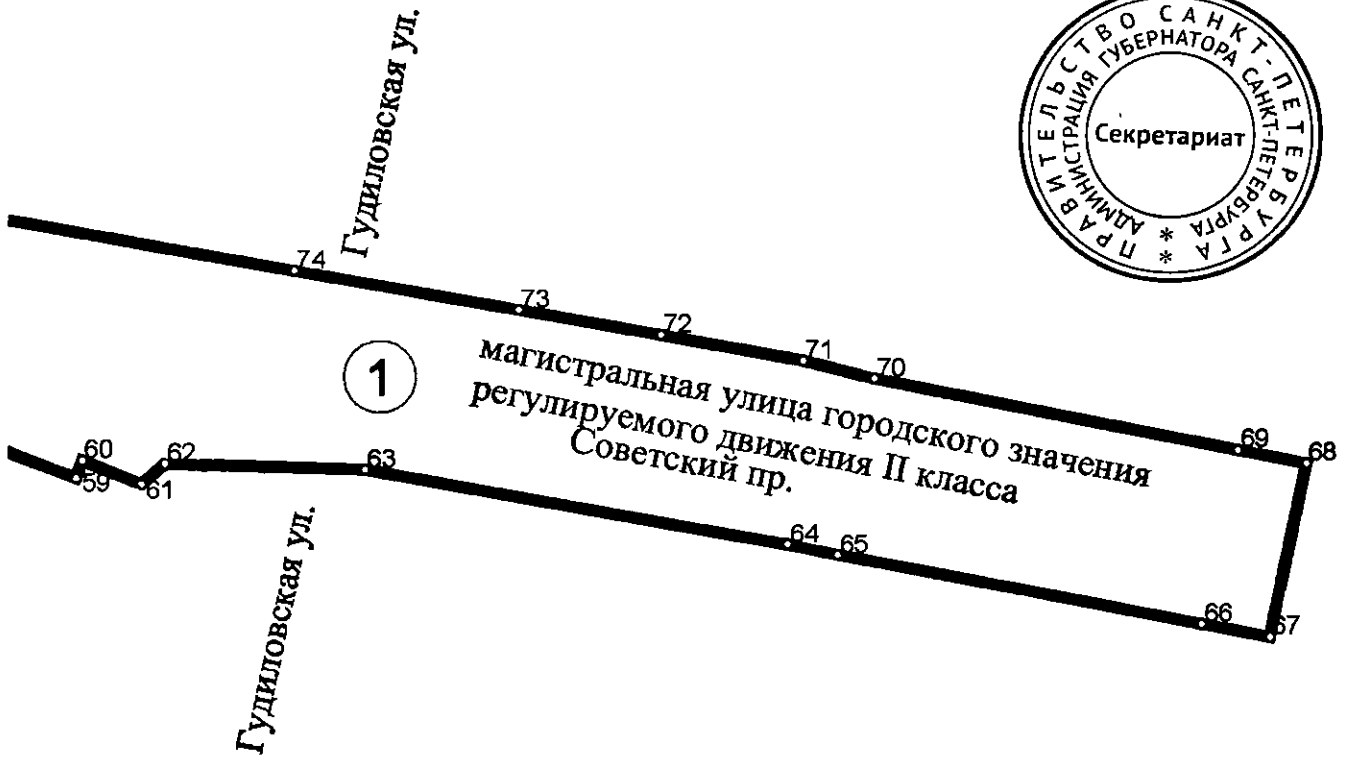 Гудиловская ул.
ПРАВИТЕЛЬСТВО САНКТ-ПЕТЕРБУРГА *
АДМИНИСТРАЦИЯ ГУБЕРНАТОРА САНКТ-ПЕТЕРБУРГА *
Секретариат
74
73
72
71
70
69
68
1
магистральная улица городского значения
регулируемого движения II класса
Советский пр.
60
59
61
62
63
64
65
66
67
Гудиловская ул.